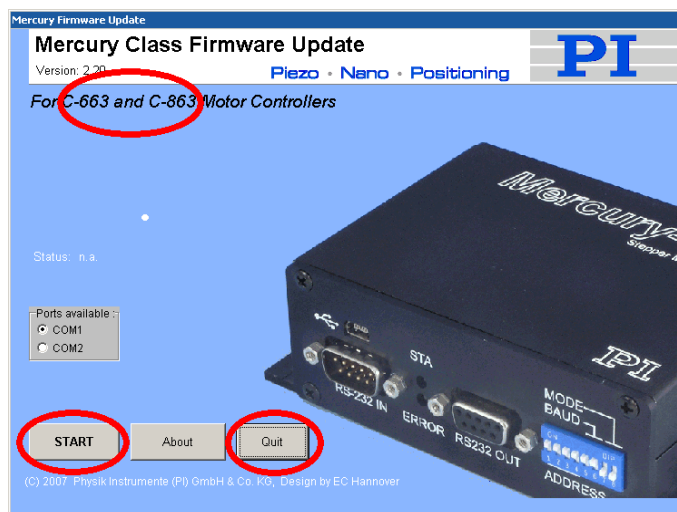 Mercury Firmware Update
Mercury Class Firmware Update
Version: 2.20
Piezo · Nano · Positioning
PI
For C-663 and C-863 Motor Controllers
Mercury
Stepper
Status: n.a.
Ports available :
COM1
COM2
STA
PI
RS-232 IN
ERROR
RS232 OUT
MODE
BAUD
ADDRESS
START
About
Quit
(C) 2007 Physik Instrumente (PI) GmbH & Co. KG, Design by EC Hannover